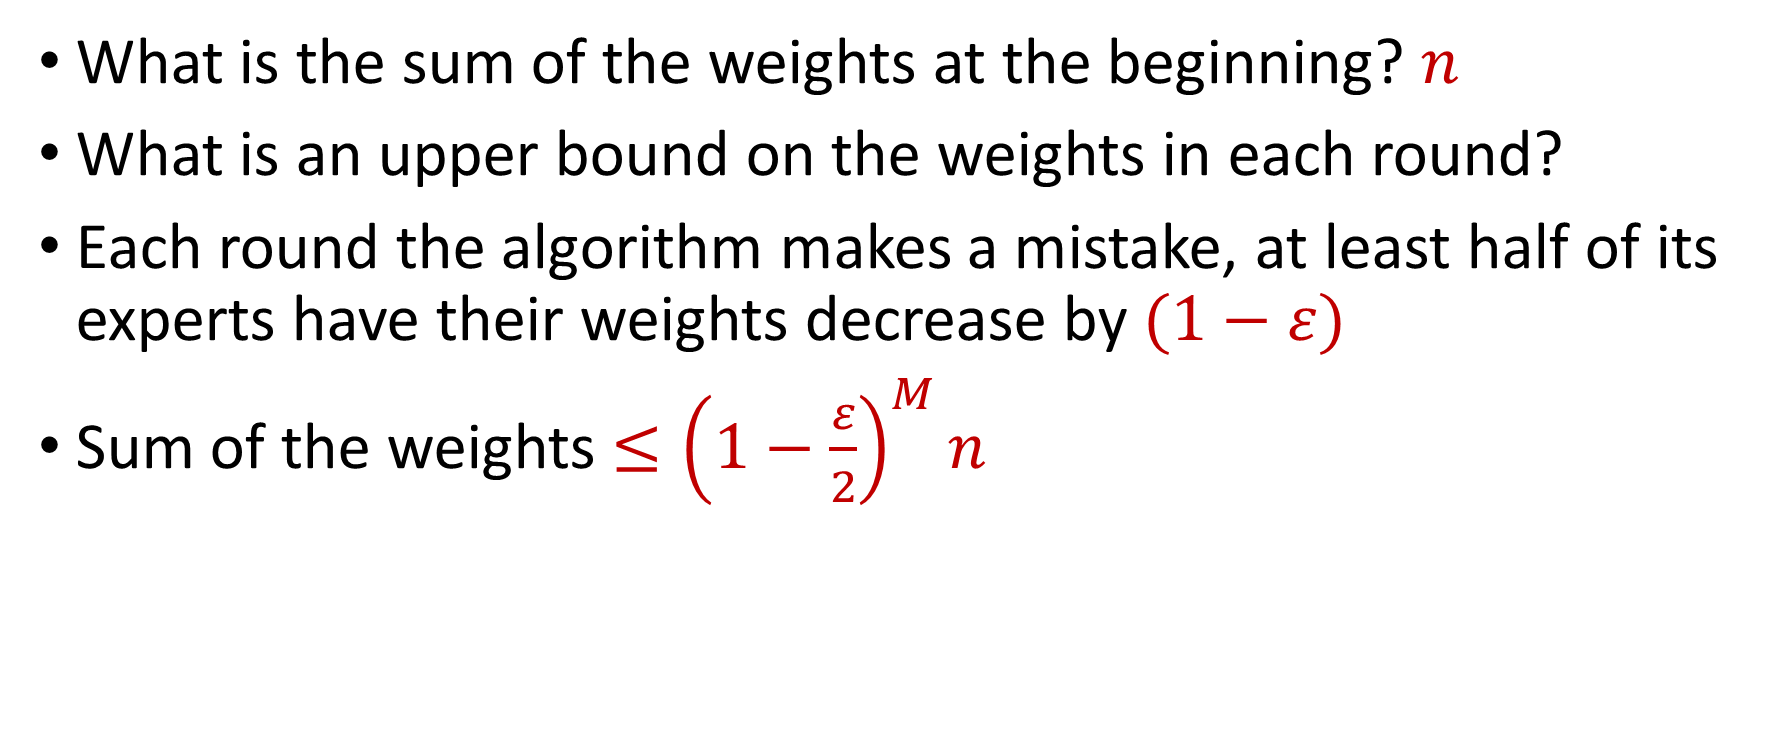 • What is the sum of the weights at the beginning? n
• What is an upper bound on the weights in each round?
• Each round the algorithm makes a mistake, at least half of its
experts have their weights decrease by (1 − ε)
• Sum of the weights ≤ (1 − ε/2)^M n